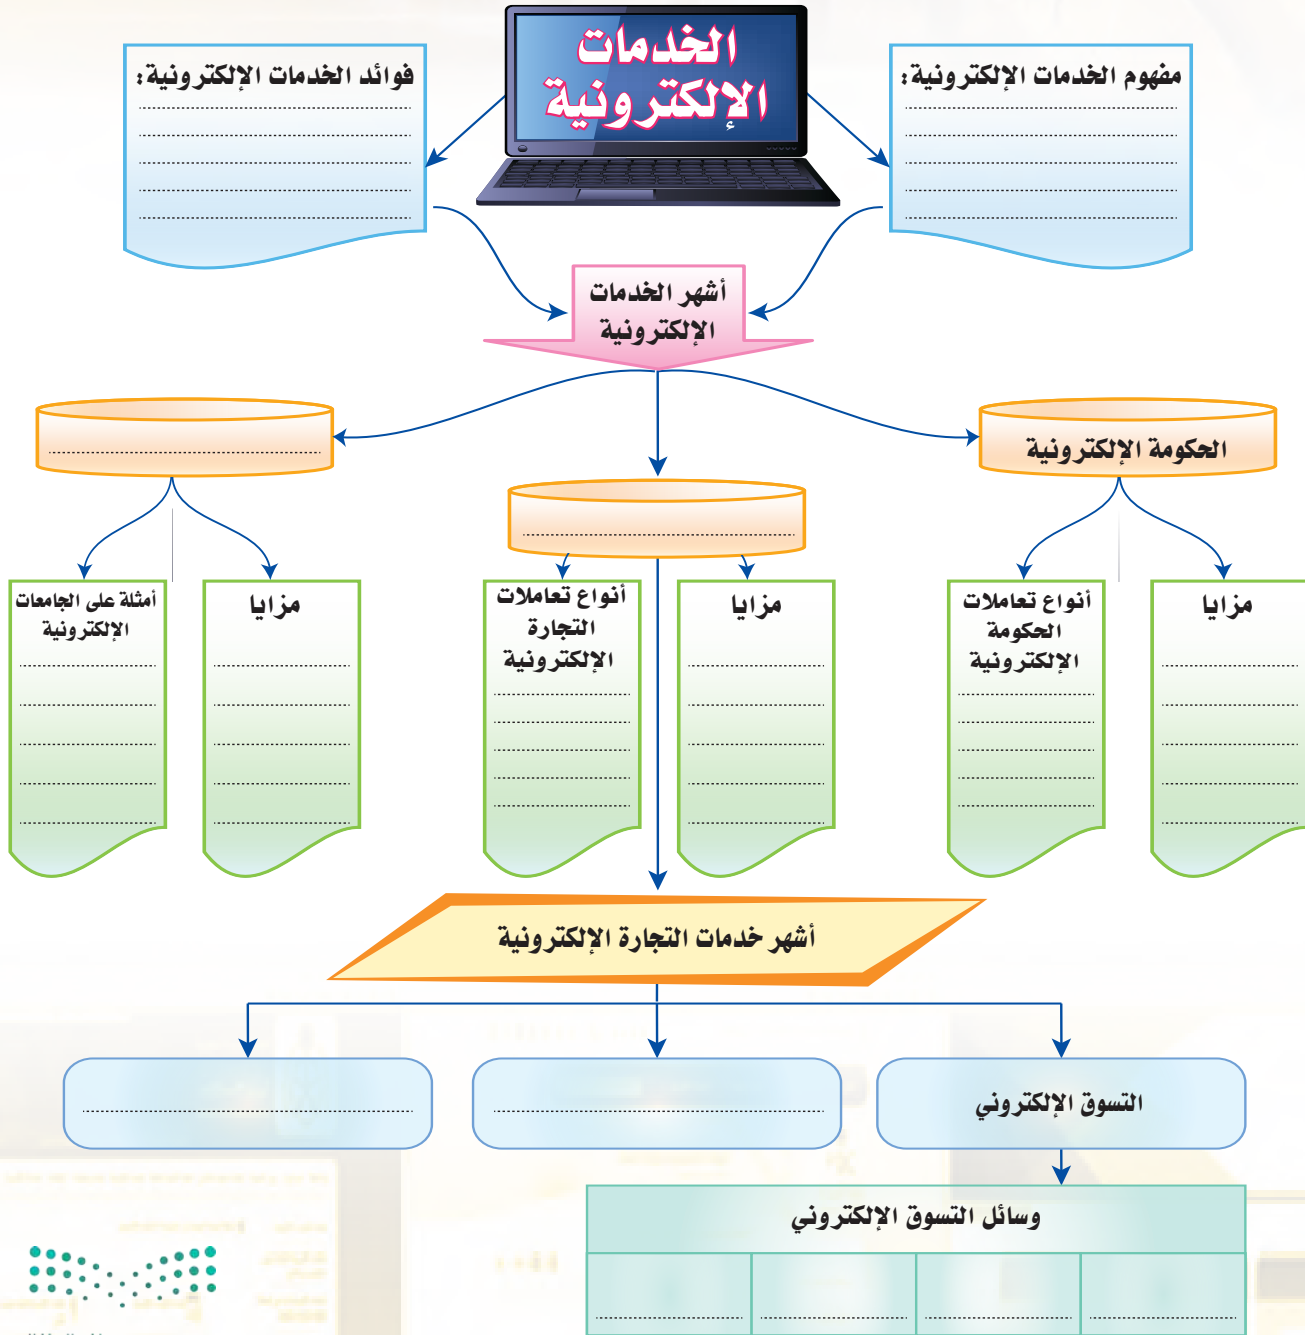 الخدمات
الإلكترونية
مفهوم الخدمات الإلكترونية:
فوائد الخدمات الإلكترونية:
أشهر الخدمات
الإلكترونية
الحكومة الإلكترونية
مزايا
أنواع تعاملات
الحكومة
الإلكترونية
مزايا
أنواع تعاملات
التجارة
الإلكترونية
مزايا
أمثلة على الجامعات
الإلكترونية
أشهر خدمات التجارة الإلكترونية
التسوق الإلكتروني
وسائل التسوق الإلكتروني